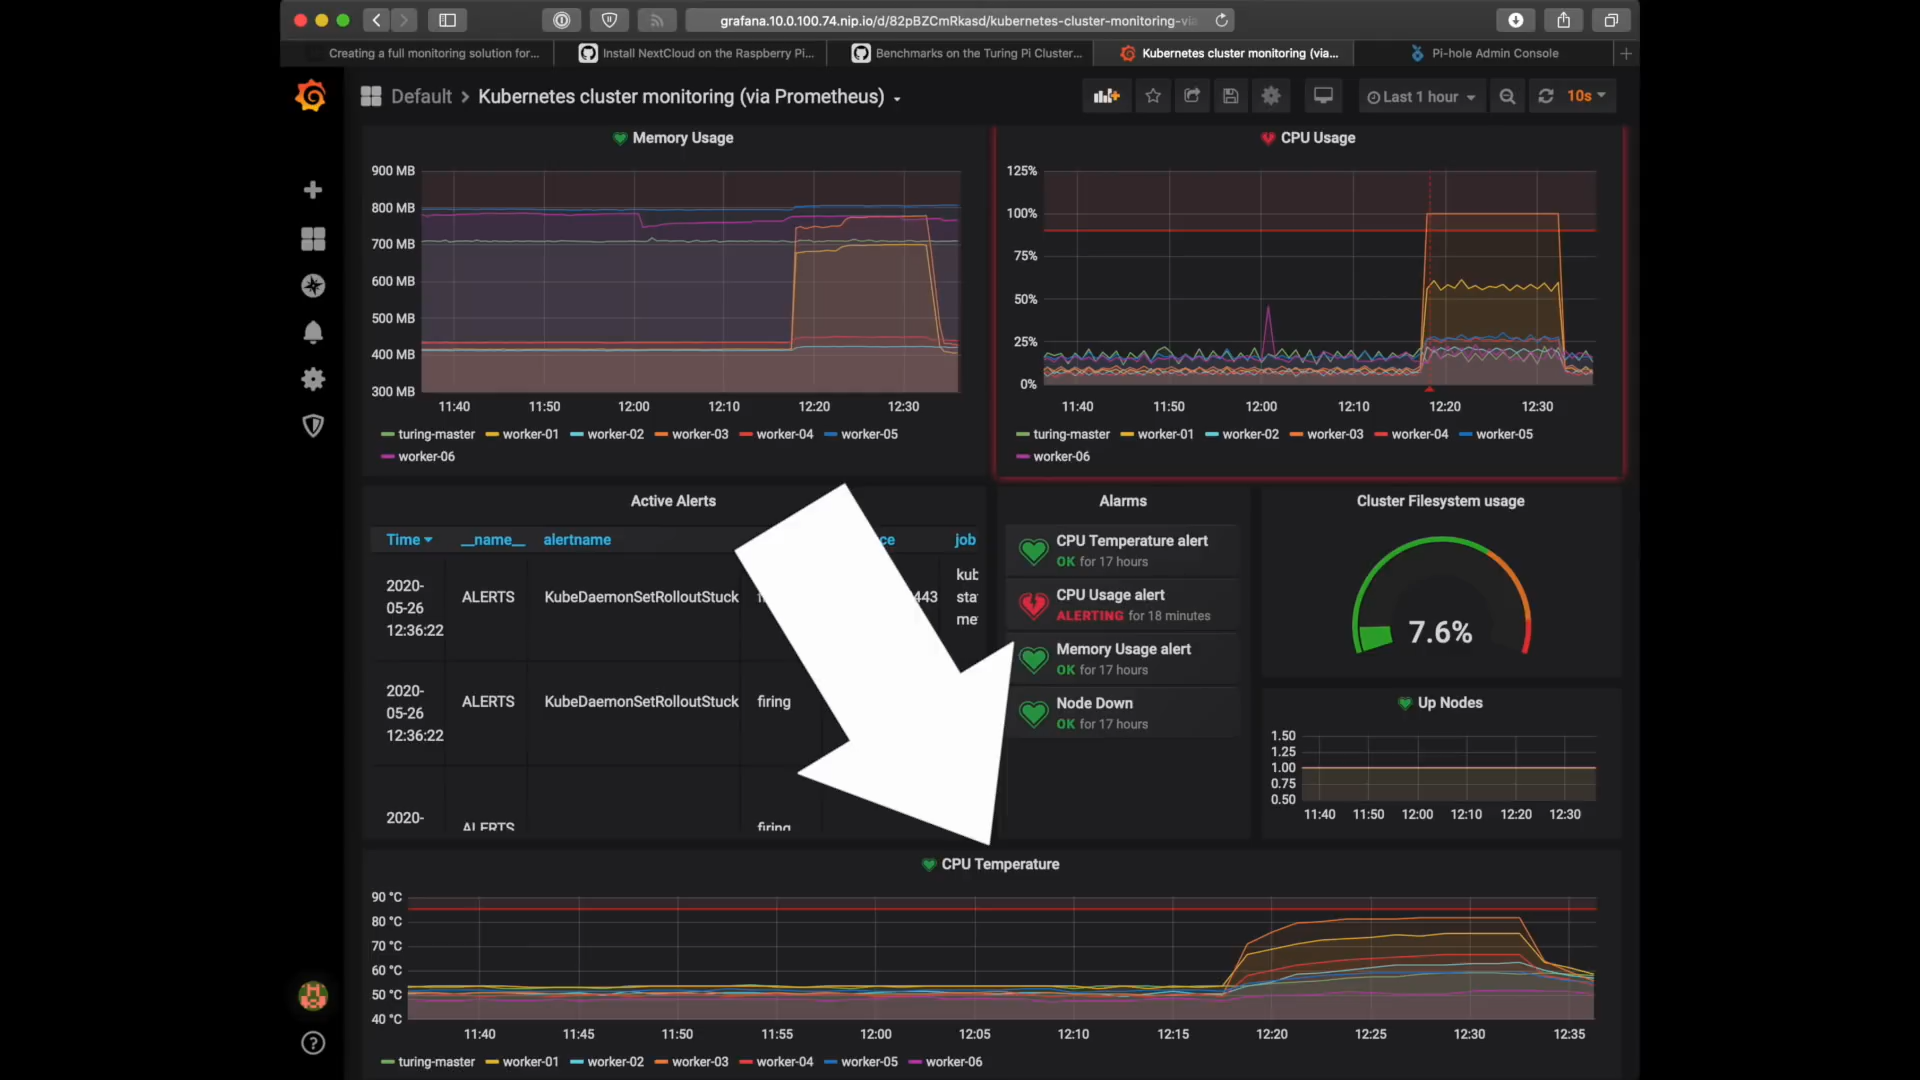 grafana.10.0.100.74.nip.io/d/82pBZCmRkasd/kubernetes-cluster-monitoring-vi
Creating a full monitoring solution for...
Install NextCloud on the Raspberry Pi...
Benchmarks on the Turing Pi Cluster...
Kubernetes cluster monitoring (via...
Pi-hole Admin Console
Default > Kubernetes cluster monitoring (via Prometheus)
Last 1 hour
10s
Memory Usage
900 MB
800 MB
700 MB
600 MB
500 MB
400 MB
300 MB
11:40 11:50 12:00 12:10 12:20 12:30
turing-master worker-01 worker-02 worker-03 worker-04 worker-05
worker-06
CPU Usage
125%
100%
75%
50%
25%
0%
11:40 11:50 12:00 12:10 12:20 12:30
turing-master worker-01 worker-02 worker-03 worker-04 worker-05
worker-06
Active Alerts
Time __name__ alertname job
2020-
05-26
12:36:22
ALERTS KubeDaemonSetRolloutStuck 443
kub
sta
me
2020-
05-26
12:36:22
ALERTS KubeDaemonSetRolloutStuck firing
2020-
ALERTS firing
Alarms
CPU Temperature alert
OK for 17 hours
CPU Usage alert
ALERTING for 18 minutes
Memory Usage alert
OK for 17 hours
Node Down
OK for 17 hours
Cluster Filesystem usage
7.6%
Up Nodes
1.50
1.25
1.00
0.75
0.50
11:40 11:50 12:00 12:10 12:20 12:30
CPU Temperature
90 °C
80 °C
70 °C
60 °C
50 °C
40 °C
11:40 11:45 11:50 11:55 12:00 12:05 12:10 12:15 12:20 12:25 12:30 12:35
turing-master worker-01 worker-02 worker-03 worker-04 worker-05 worker-06